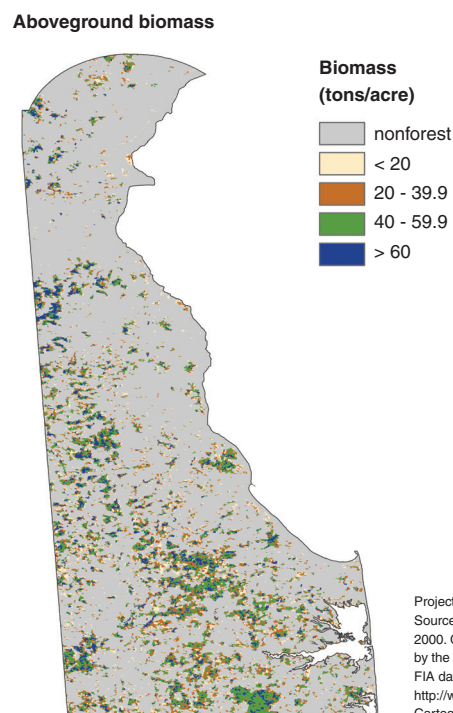 Aboveground biomass
Biomass
(tons/acre)
nonforest
< 20
20 - 39.9
40 - 59.9
> 60
Project
Source
2000. 
by the
FIA da
http://w